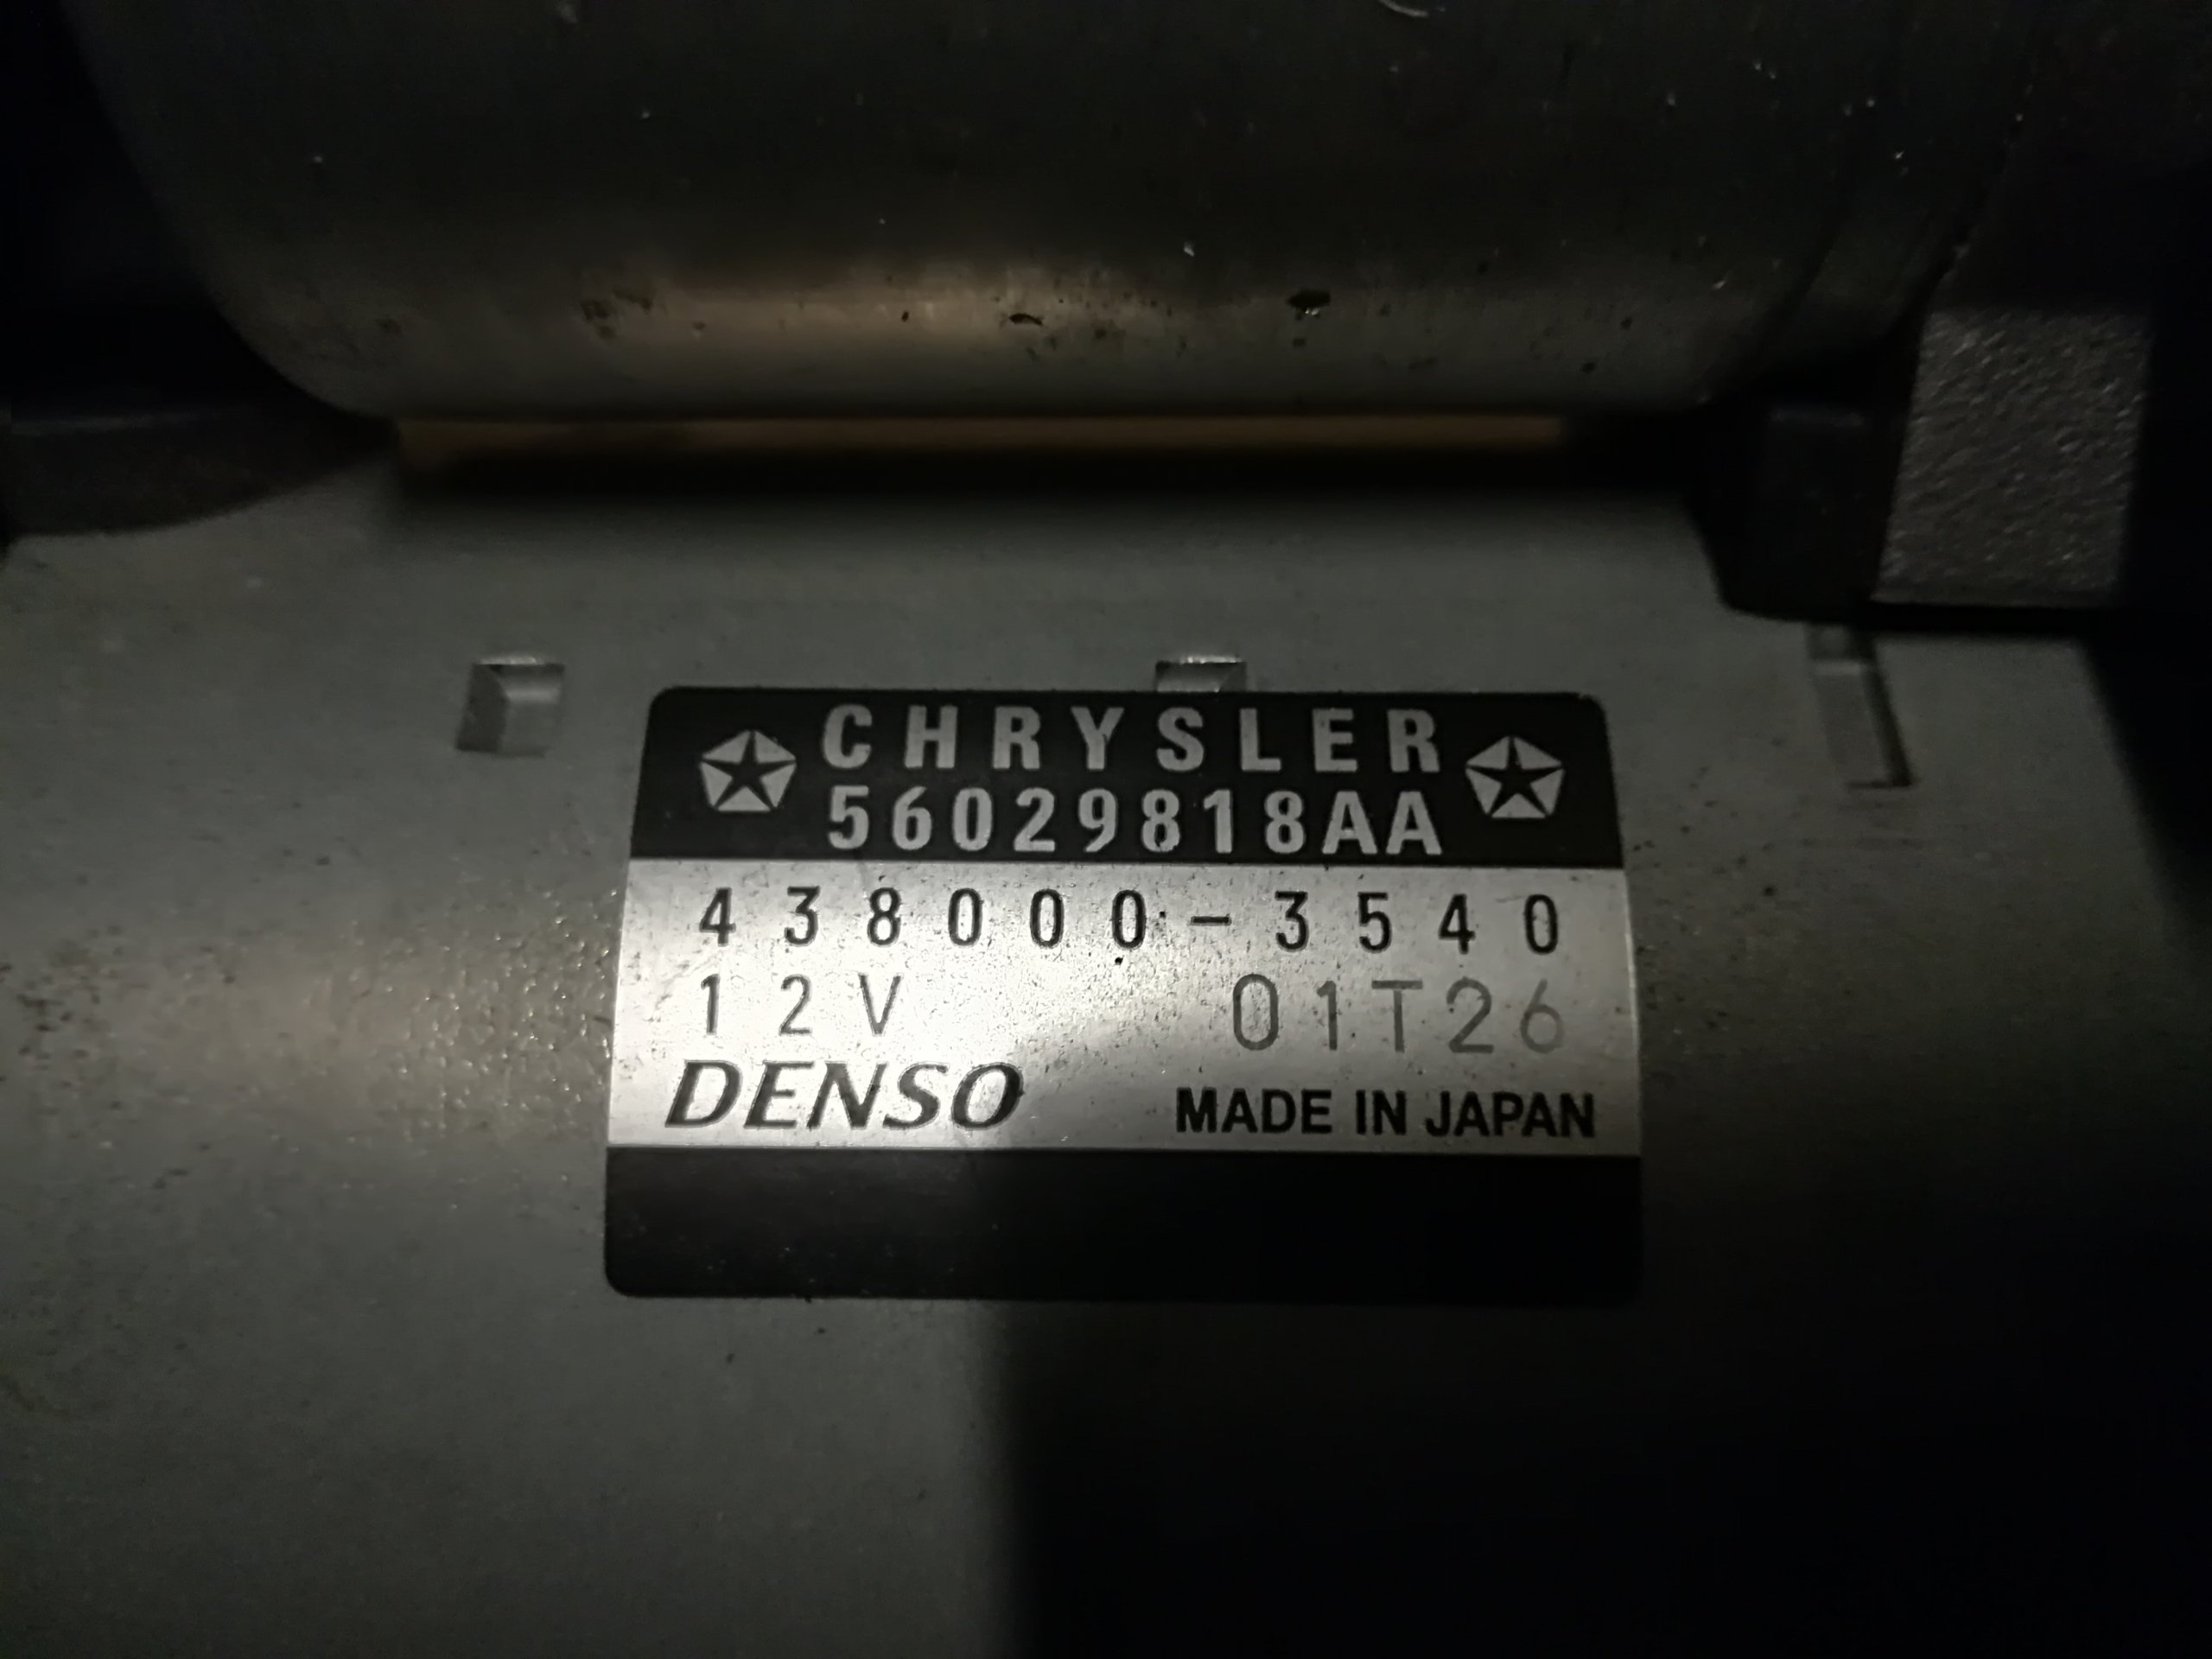 CHRYSLER
56029818AA
438000-3540
12V 01T26
DENSO MADE IN JAPAN